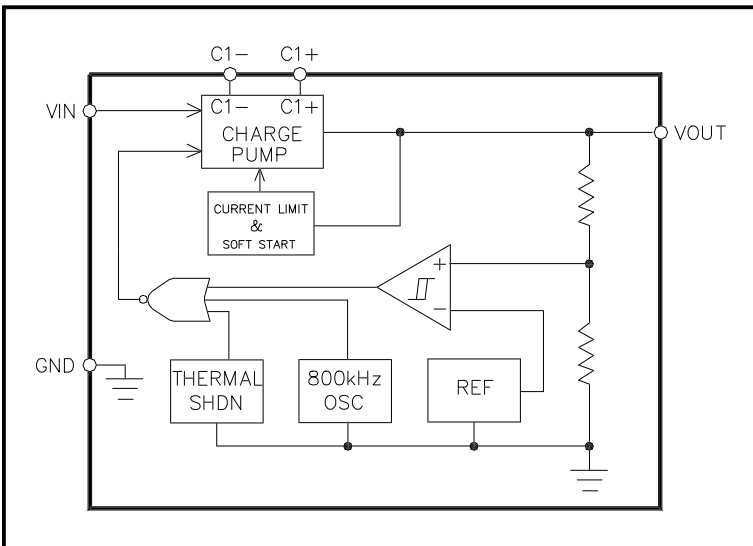 C1- C1+
VIN
C1- C1+
CHARGE
PUMP
VOUT
CURRENT LIMIT
&
SOFT START
+
-
GND
THERMAL
SHDN
800kHz
OSC
REF